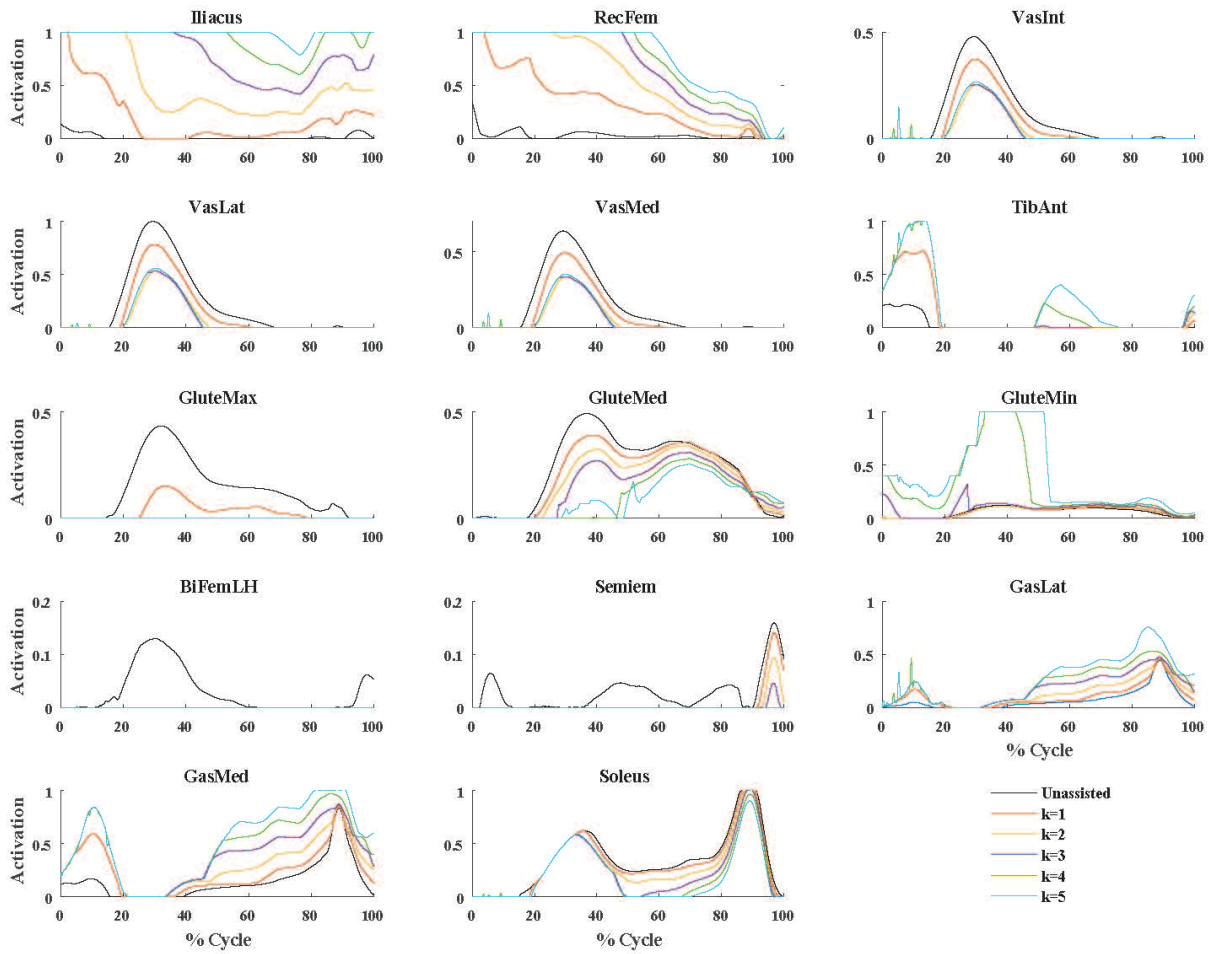 Iliacus RecFem VasInt
Activation
1 1 0.5
0.5 0.5
0 0 0
0 20 40 60 80 100 0 20 40 60 80 100 0 20 40 60 80 100
VasLat VasMed TibAnt
Activation
1 1
0.5 0.5 0.5
0 0 0
0 20 40 60 80 100 0 20 40 60 80 100 0 20 40 60 80 100
GluteMax GluteMed GluteMin
Activation
0.5 0.5 1
0.5
0 0 0
0 20 40 60 80 100 0 20 40 60 80 100 0 20 40 60 80 100
BiFemLH Semiem GasLat
Activation
0.2 0.2 1
0.1 0.1 0.5
0 0 0
0 20 40 60 80 100 0 20 40 60 80 100 0 20 40 60 80 100
% Cycle
GasMed Soleus
Activation
1 1
0.5 0.5
0 0
0 20 40 60 80 100 0 20 40 60 80 100
% Cycle % Cycle
Unassisted
k=1
k=2
k=3
k=4
k=5